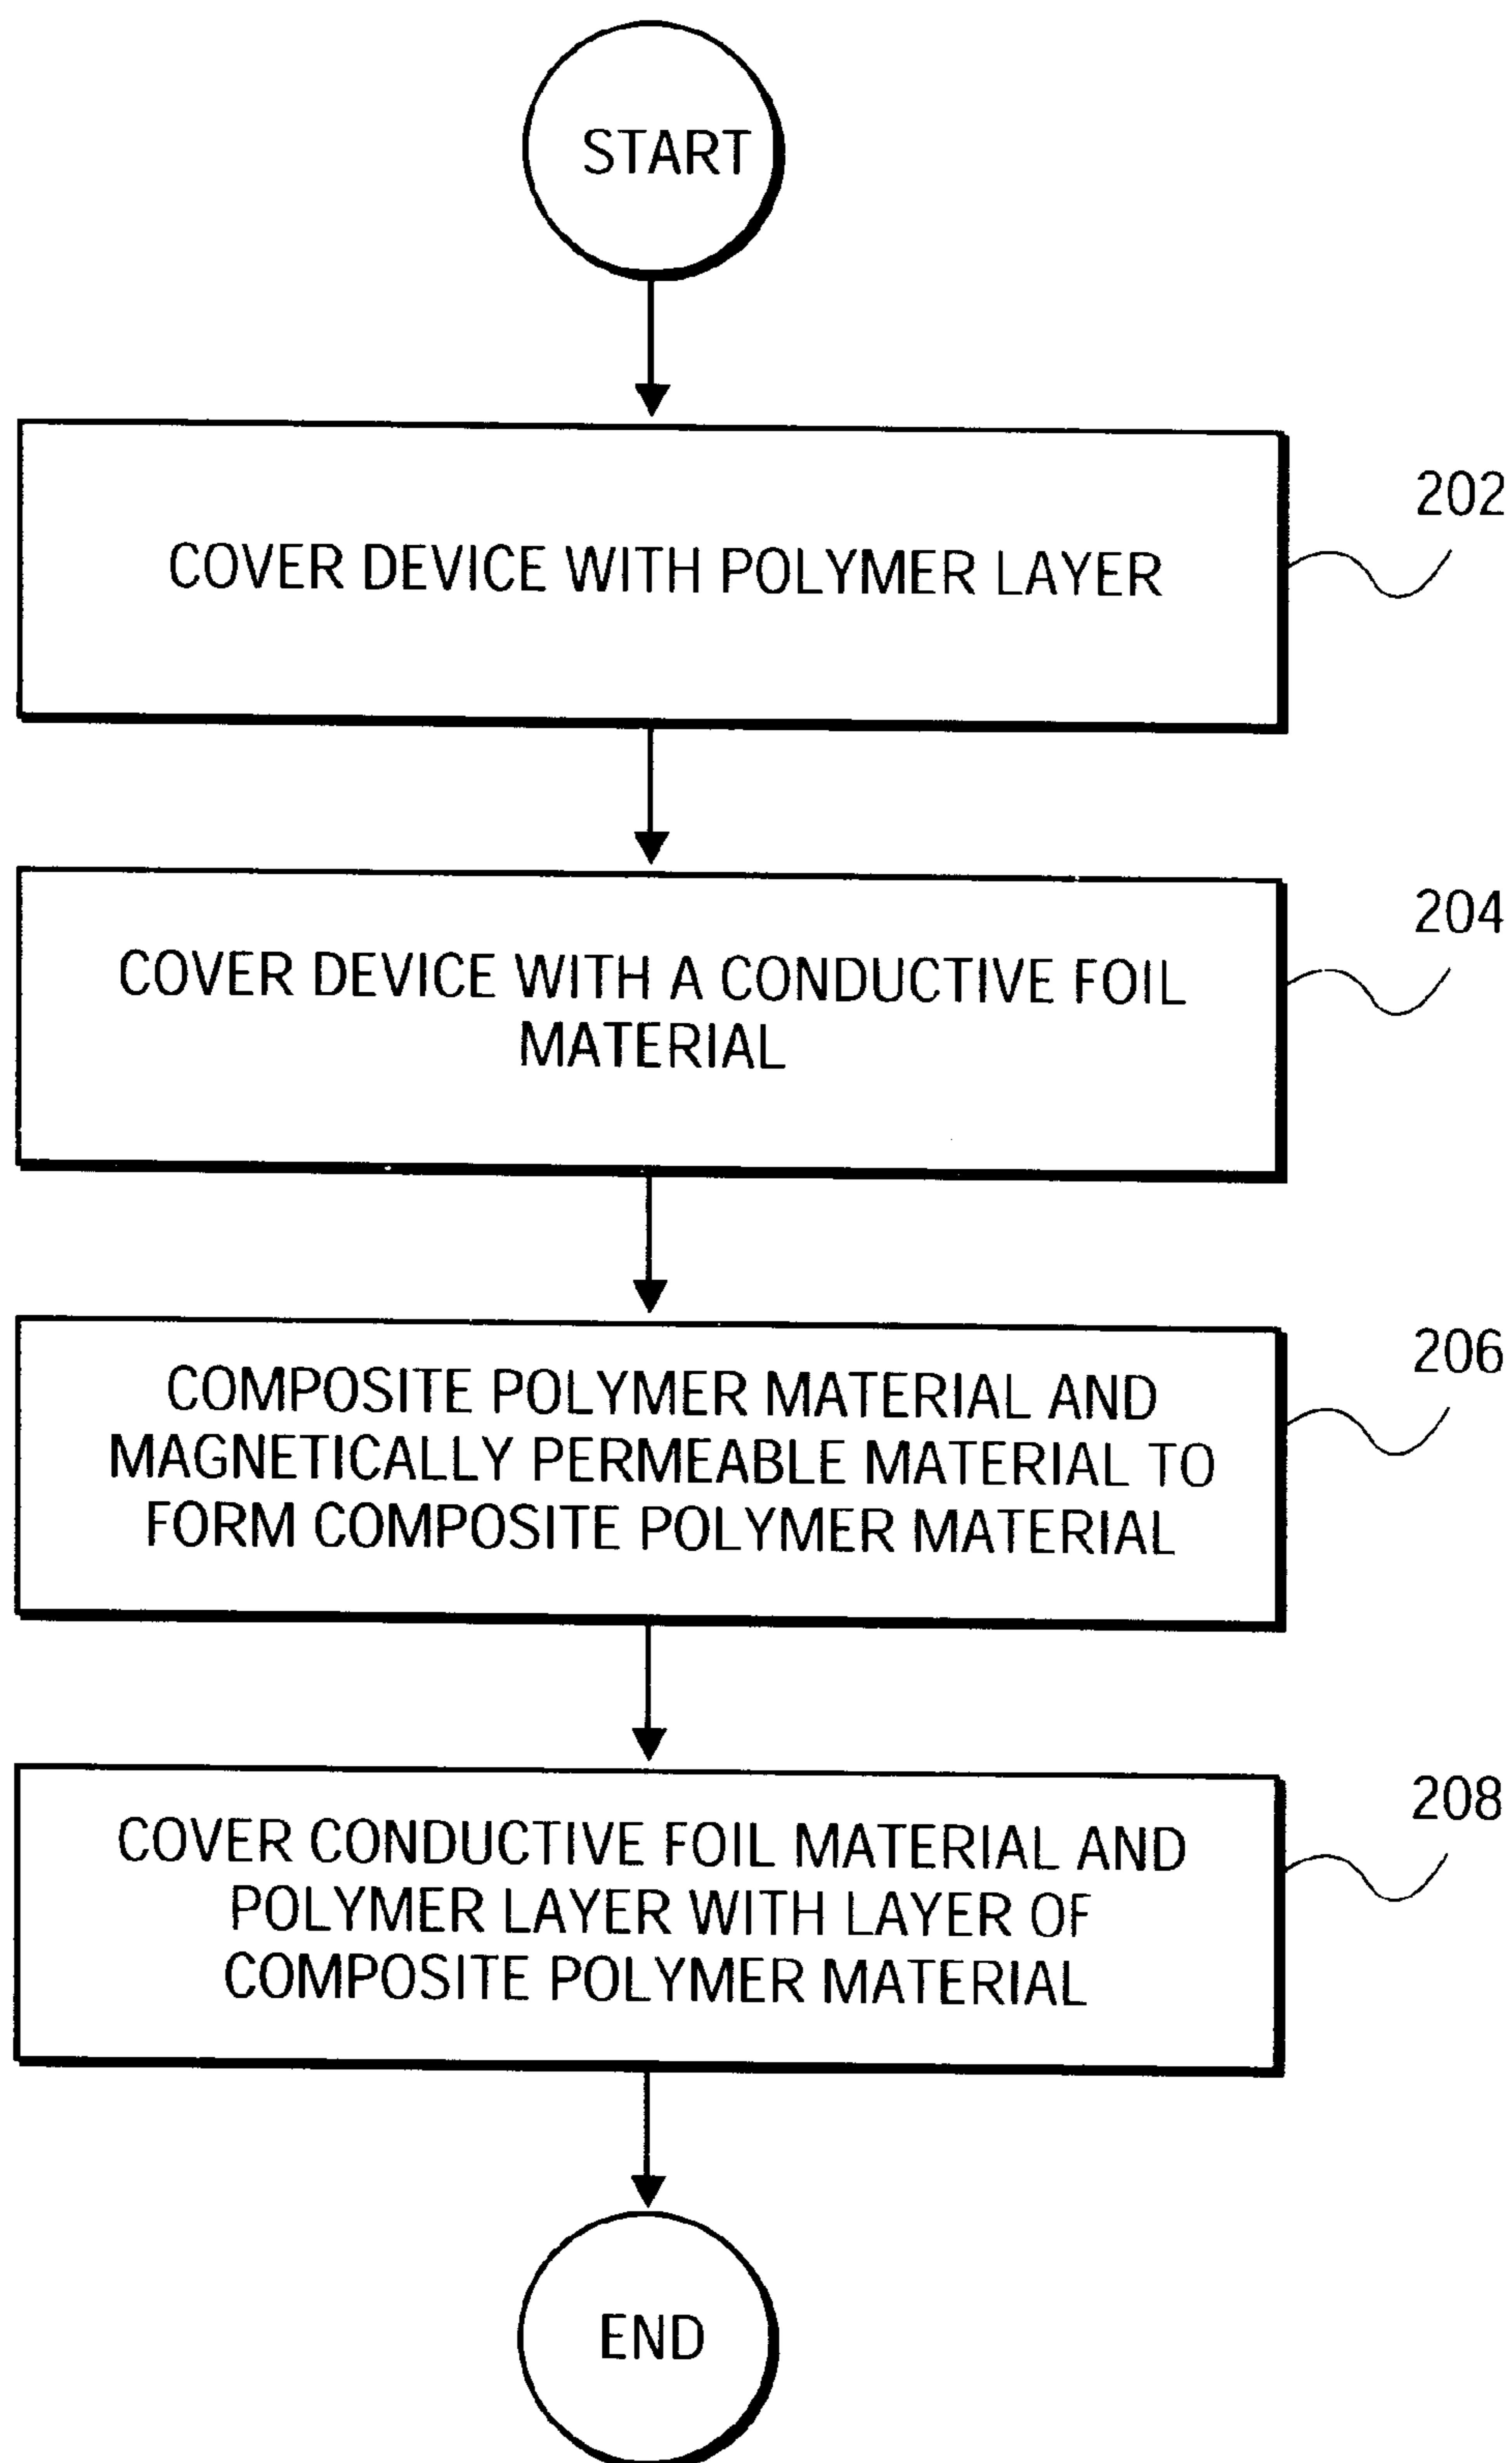 START
COVER DEVICE WITH POLYMER LAYER
202
COVER DEVICE WITH A CONDUCTIVE FOIL
MATERIAL
204
COMPOSITE POLYMER MATERIAL AND
MAGNETICALLY PERMEABLE MATERIAL TO
FORM COMPOSITE POLYMER MATERIAL
206
COVER CONDUCTIVE FOIL MATERIAL AND
POLYMER LAYER WITH LAYER OF
COMPOSITE POLYMER MATERIAL
208
END